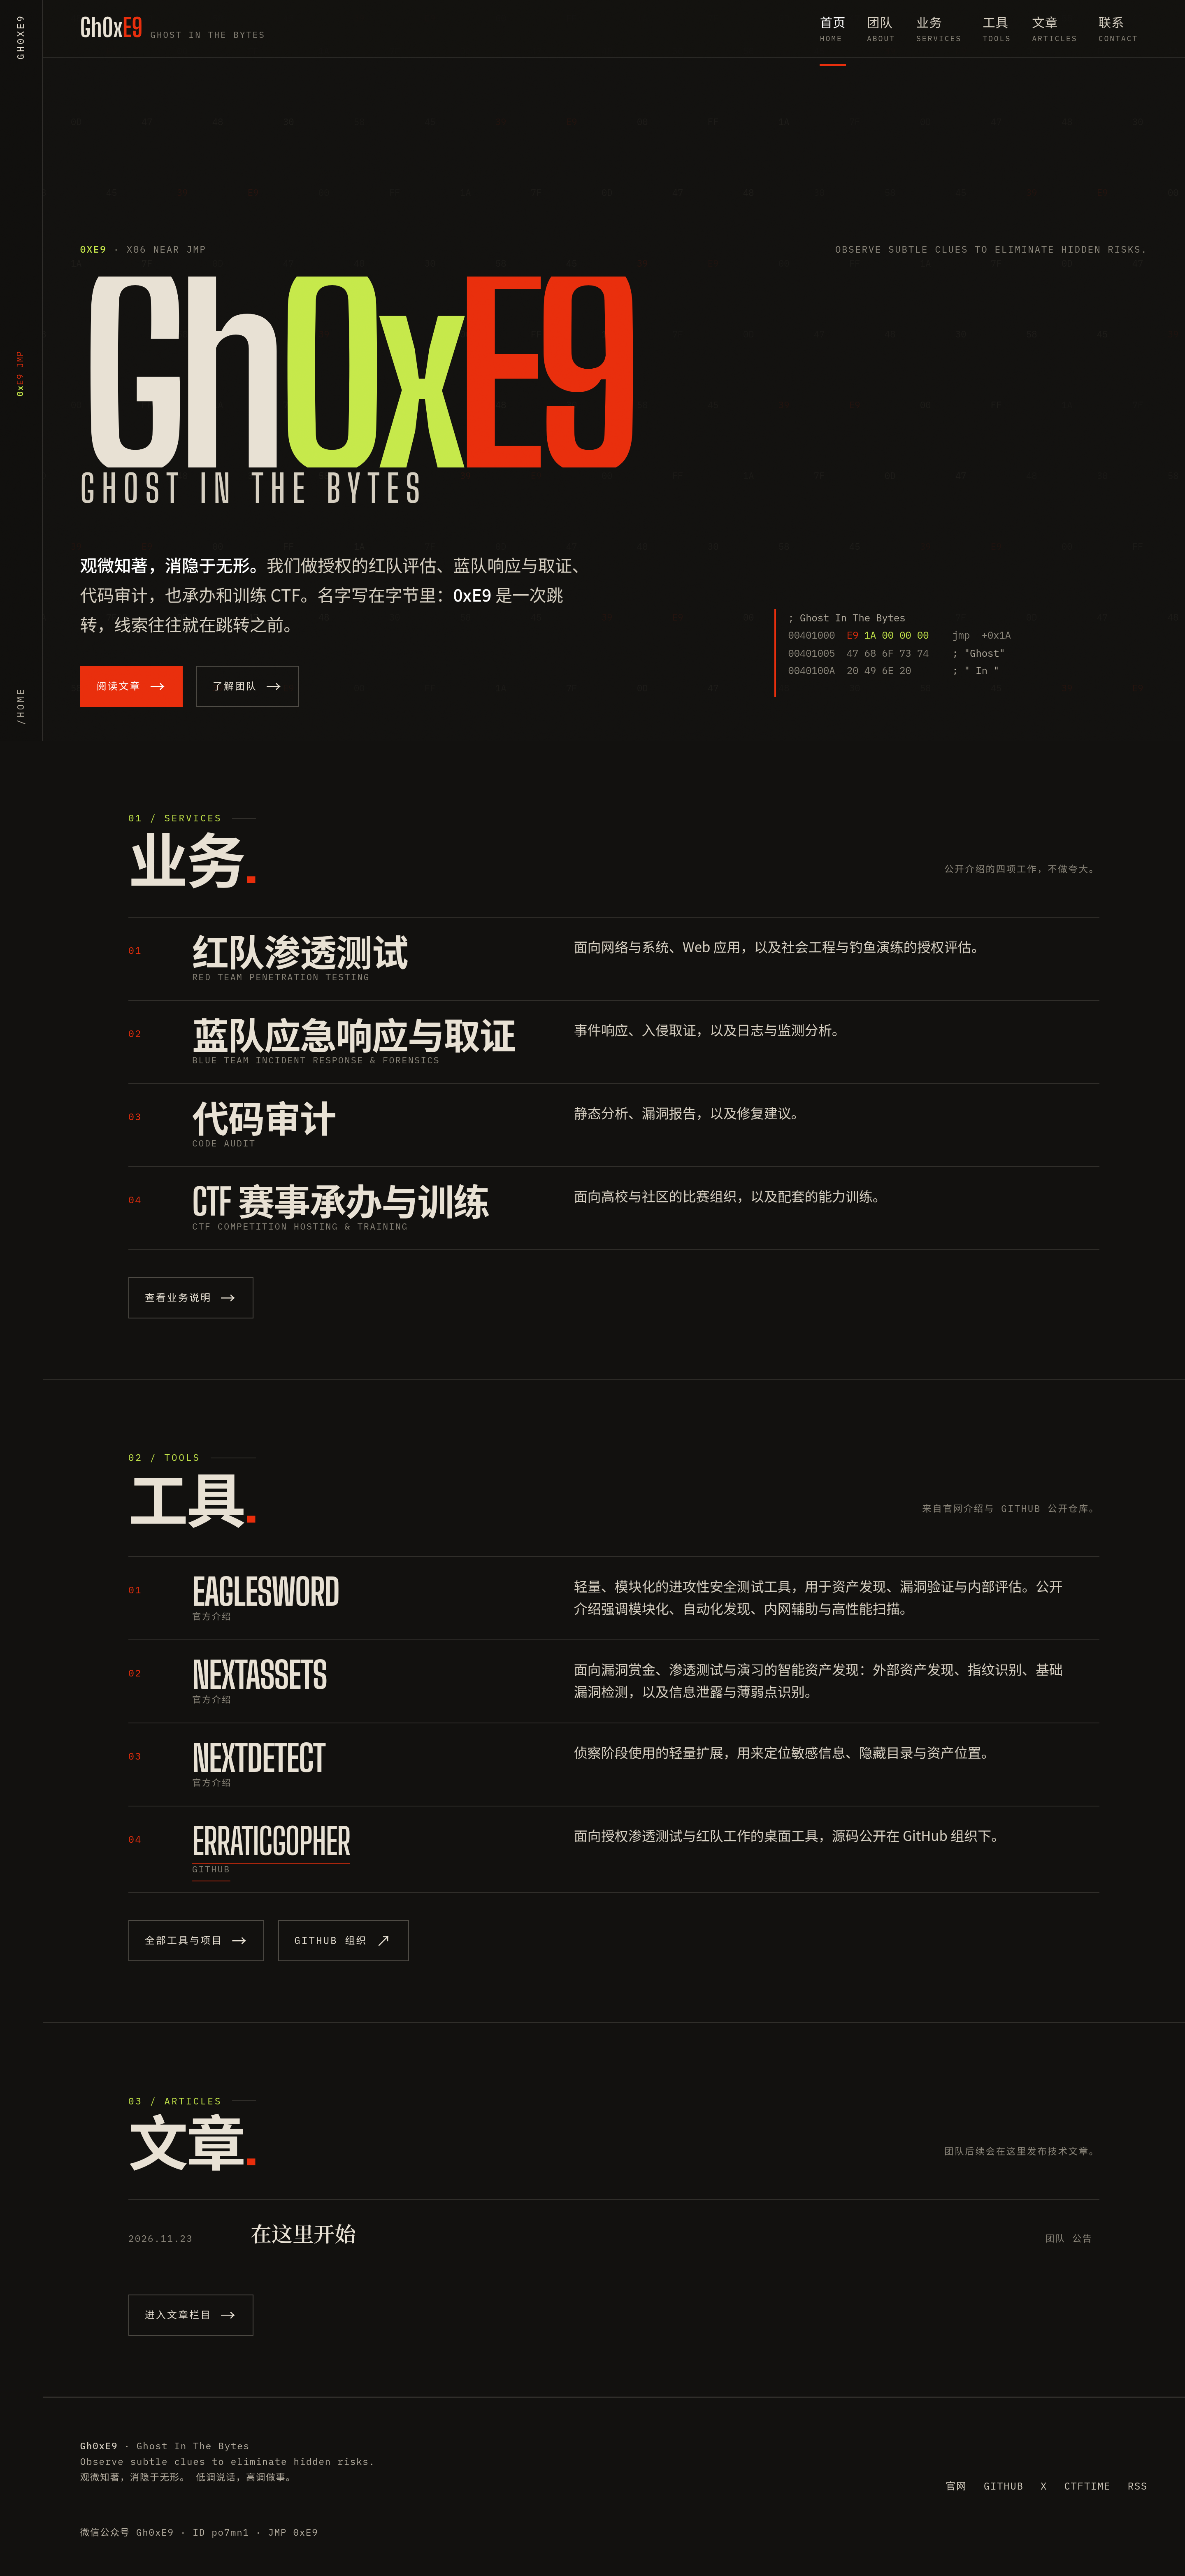 GH0XE9
Gh0xE9 GHOST IN THE BYTES
首页 团队 业务 工具 文章 联系
HOME ABOUT SERVICES TOOLS ARTICLES CONTACT
0XE9 · X86 NEAR JMP
OBSERVE SUBTLE CLUES TO ELIMINATE HIDDEN RISKS.
Gh0xE9
GHOST IN THE BYTES
0xE9 JMP
观微知著，消隐于无形。我们做授权的红队评估、蓝队响应与取证、
代码审计，也承办和训练 CTF。名字写在字节里：0xE9 是一次跳
转，线索往往就在跳转之前。
; Ghost In The Bytes
00401000 E9 1A 00 00 00 jmp +0x1A
00401005 47 68 6F 73 74 ; "Ghost"
0040100A 20 49 6E 20 ; " In "
阅读文章 →
了解团队 →
/HOME
01 / SERVICES
业务.
公开介绍的四项工作，不做夸大。
01 红队渗透测试
RED TEAM PENETRATION TESTING
面向网络与系统、Web 应用，以及社会工程与钓鱼演练的授权评估。
02 蓝队应急响应与取证
BLUE TEAM INCIDENT RESPONSE & FORENSICS
事件响应、入侵取证，以及日志与监测分析。
03 代码审计
CODE AUDIT
静态分析、漏洞报告，以及修复建议。
04 CTF 赛事承办与训练
CTF COMPETITION HOSTING & TRAINING
面向高校与社区的比赛组织，以及配套的能力训练。
查看业务说明 →
02 / TOOLS
工具.
来自官网介绍与 GITHUB 公开仓库。
01 EAGLESWORD
官方介绍
轻量、模块化的进攻性安全测试工具，用于资产发现、漏洞验证与内部评估。公开
介绍强调模块化、自动化发现、内网辅助与高性能扫描。
02 NEXTASSETS
官方介绍
面向漏洞赏金、渗透测试与演习的智能资产发现：外部资产发现、指纹识别、基础
漏洞检测，以及信息泄露与薄弱点识别。
03 NEXTDETECT
官方介绍
侦察阶段使用的轻量扩展，用来定位敏感信息、隐藏目录与资产位置。
04 ERRATICGOPHER
GITHUB
面向授权渗透测试与红队工作的桌面工具，源码公开在 GitHub 组织下。
全部工具与项目 →
GITHUB 组织 ↗
03 / ARTICLES
文章.
团队后续会在这里发布技术文章。
2026.11.23 在这里开始 团队 公告
进入文章栏目 →
Gh0xE9 · Ghost In The Bytes
Observe subtle clues to eliminate hidden risks.
观微知著，消隐于无形。 低调说话，高调做事。
官网 GITHUB X CTFTIME RSS
微信公众号 Gh0xE9 · ID po7mn1 · JMP 0xE9